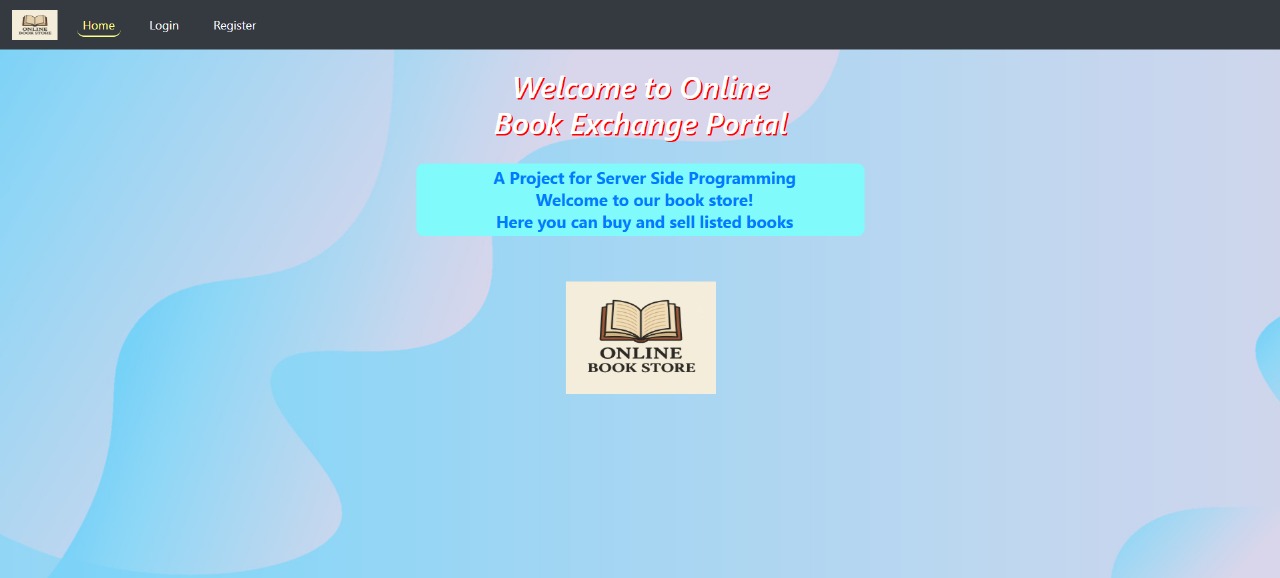 ONLINE
BOOK STORE
Home
Login
Register
Welcome to Online
Book Exchange Portal
A Project for Server Side Programming
Welcome to our book store!
Here you can buy and sell listed books
ONLINE
BOOK STORE